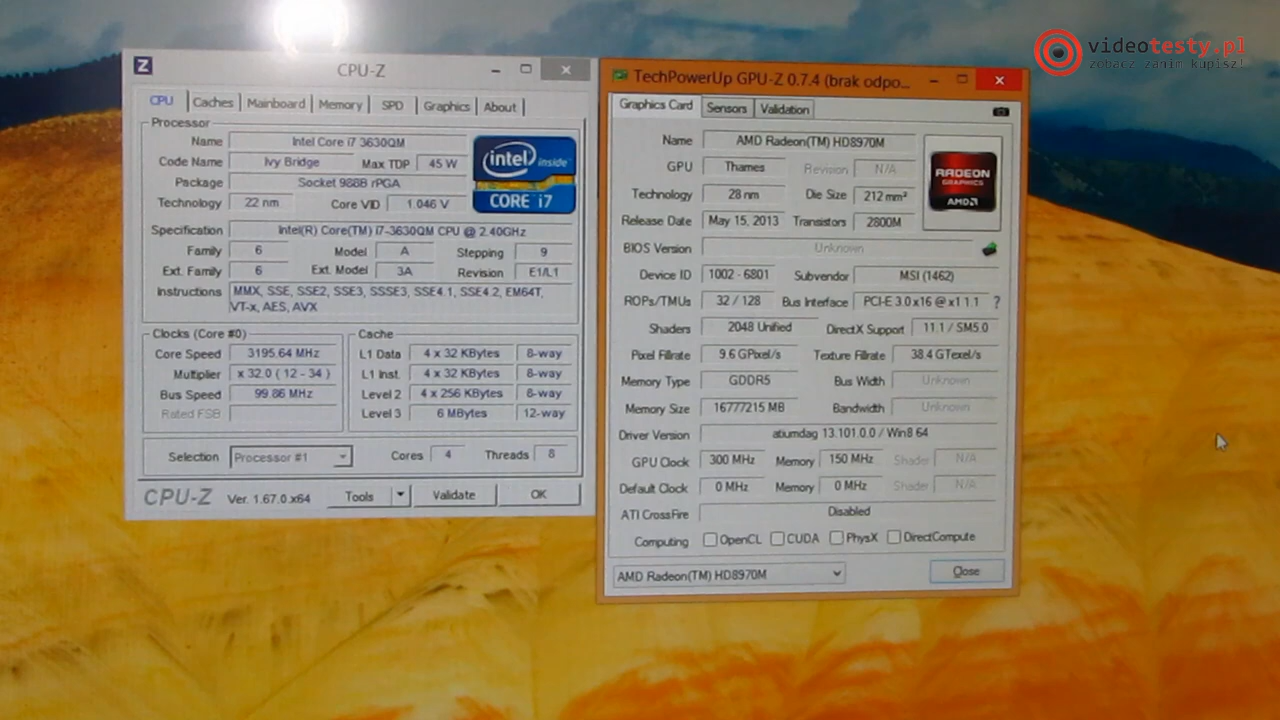 videotesty.pl
zobacz zanim kupisz!
CPU-Z
CPU Caches Mainboard Memory SPD Graphics About
Processor
Name Intel Core i7 3630QM
Code Name Ivy Bridge Max TDP 45 W
Package Socket 988B rPGA
Technology 22 nm Core VID 1.046 V
intel inside
CORE i7
Specification Intel(R) Core(TM) i7-3630QM CPU @ 2.40GHz
Family 6 Model A Stepping 9
Ext. Family 6 Ext. Model 3A Revision E1/L1
Instructions MMX, SSE, SSE2, SSE3, SSSE3, SSE4.1, SSE4.2, EM64T,
VT-x, AES, AVX
Clocks (Core #0)
Core Speed 3195.64 MHz
Multiplier x 32.0 ( 12 - 34 )
Bus Speed 99.86 MHz
Rated FSB
Cache
L1 Data 4 x 32 KBytes 8-way
L1 Inst. 4 x 32 KBytes 8-way
Level 2 4 x 256 KBytes 8-way
Level 3 6 MBytes 12-way
Selection Processor #1 Cores 4 Threads 8
CPU-Z Ver. 1.67.0.x64 Tools Validate OK
TechPowerUp GPU-Z 0.7.4 (brak odpo...
Graphics Card Sensors Validation
Name AMD Radeon(TM) HD8970M
GPU Thames Revision N/A
Technology 28 nm Die Size 212 mm²
Release Date May 15, 2013 Transistors 2800M
RADEON
GRAPHICS
AMD
BIOS Version Unknown
Device ID 1002 - 6801 Subvendor MSI (1462)
ROPs/TMUs 32 / 128 Bus Interface PCI-E 3.0 x16 @ x1 1.1 ?
Shaders 2048 Unified DirectX Support 11.1 / SM5.0
Pixel Fillrate 9.6 GPixel/s Texture Fillrate 38.4 GTexel/s
Memory Type GDDR5 Bus Width Unknown
Memory Size 16777215 MB Bandwidth Unknown
Driver Version atiumdag 13.101.0.0 / Win8 64
GPU Clock 300 MHz Memory 150 MHz Shader N/A
Default Clock 0 MHz Memory 0 MHz Shader N/A
ATI CrossFire Disabled
Computing OpenCL CUDA PhysX DirectCompute
AMD Radeon(TM) HD8970M Close